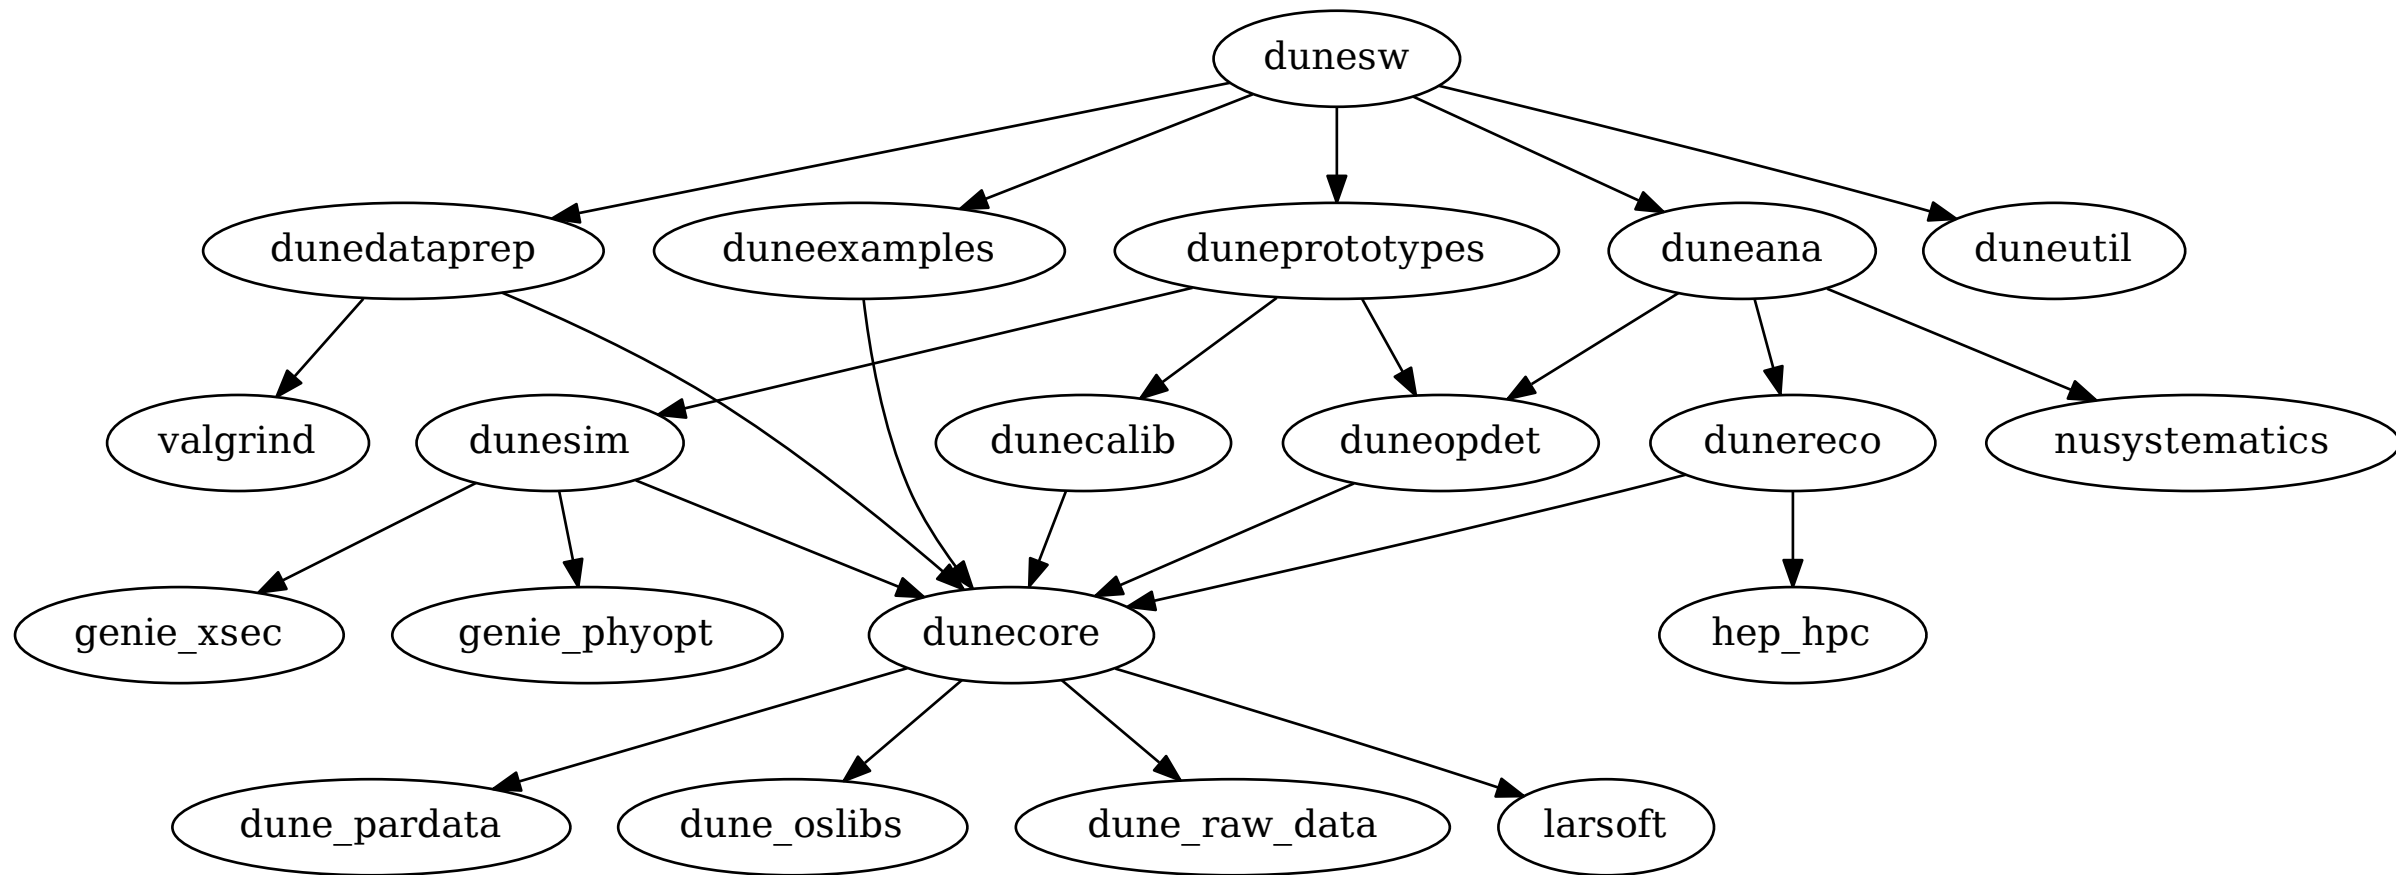 dunesw
dunedataprep
duneexamples
duneprototypes
duneana
duneutil
valgrind
dunesim
dunecalib
duneopdet
dunereco
nusystematics
genie_xsec
genie_phyopt
dunecore
hep_hpc
dune_pardata
dune_oslibs
dune_raw_data
larsoft